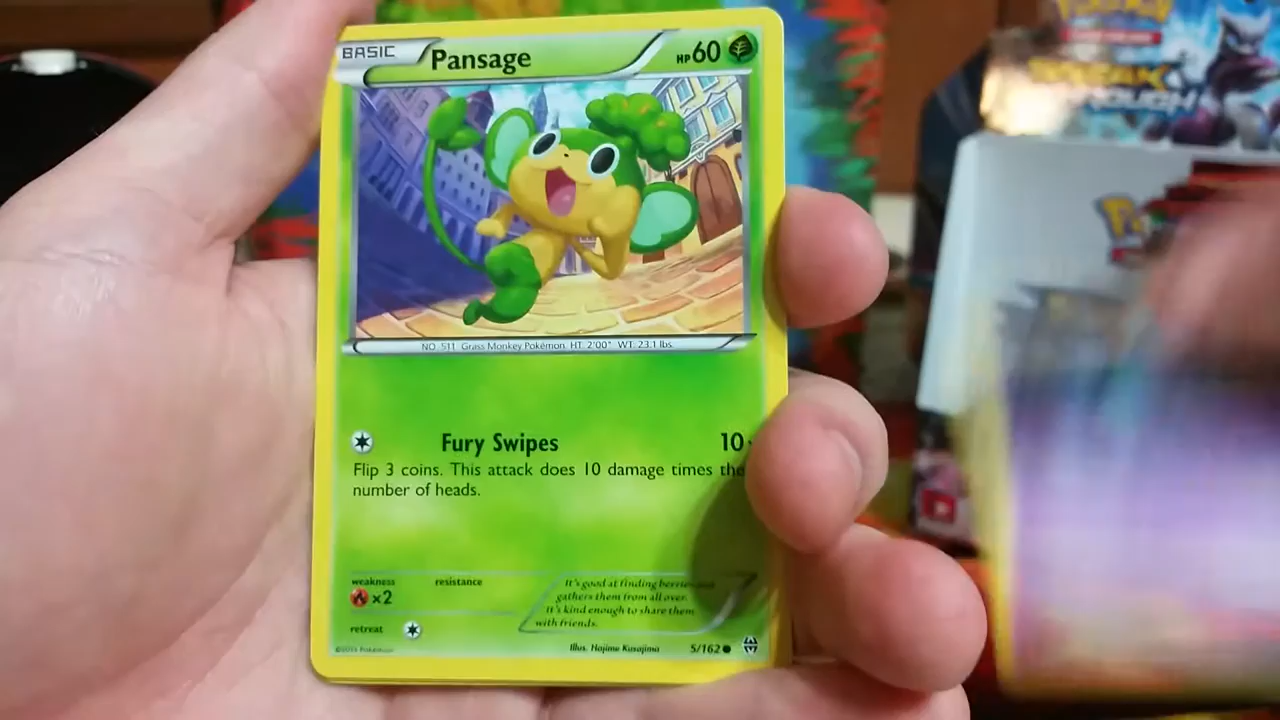 BASIC Pansage HP60
NO. 511 Grass Monkey Pokémon HT: 2'00" WT: 23.1 lbs.
Fury Swipes 10
Flip 3 coins. This attack does 10 damage times the
number of heads.
weakness resistance
×2
retreat
It's good at finding berries and
gathers them from all over.
It's kind enough to share them
with friends.
Illus. Hajime Kusajima 5/162
POKÉMON
BREAK